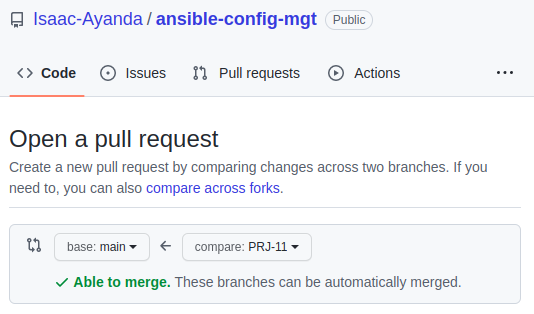 Isaac-Ayanda / ansible-config-mgt Public
Code Issues Pull requests Actions ...
Open a pull request
Create a new pull request by comparing changes across two branches. If you
need to, you can also compare across forks.
base: main ← compare: PRJ-11
✓ Able to merge. These branches can be automatically merged.